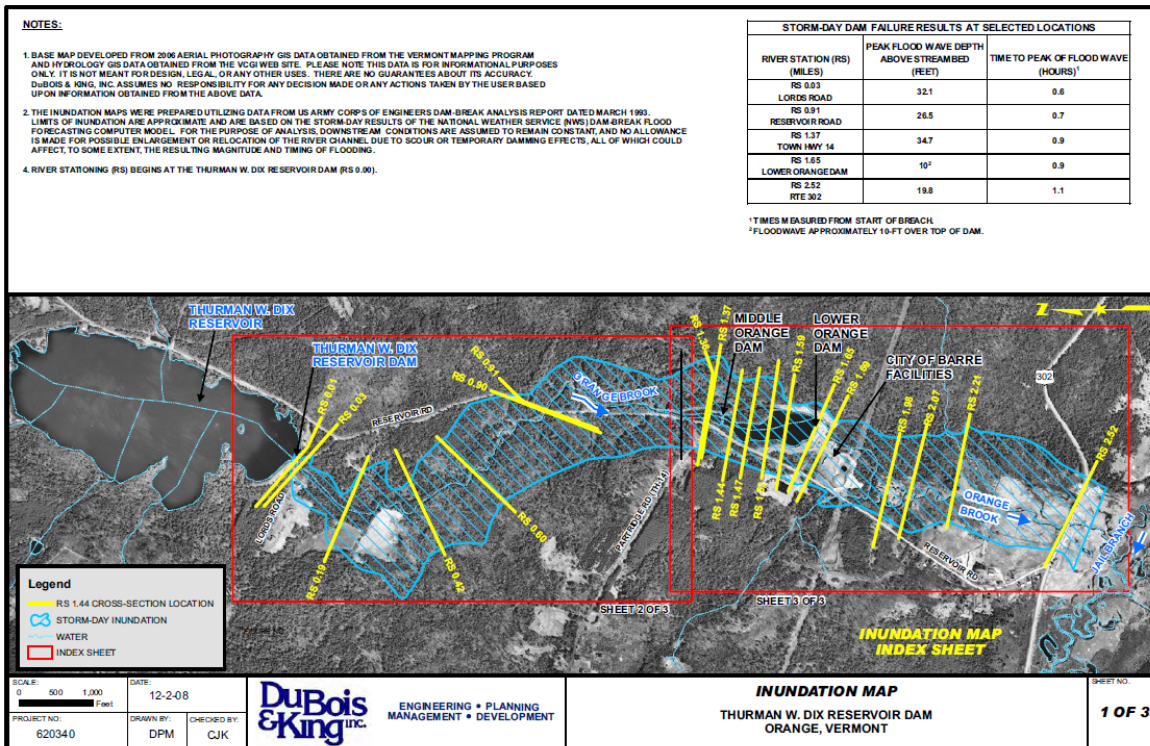 NOTES:
1. BASE MAP DEVELOPED FROM 2006 AERIAL PHOTOGRAPHY GIS DATA OBTAINED FROM THE VERMONT MAPPING PROGRAM
AND HYDROLOGY GIS DATA OBTAINED FROM THE VCGI WEB SITE. PLEASE NOTE THIS DATA IS FOR INFORMATIONAL PURPOSES
ONLY. IT IS NOT MEANT FOR DESIGN, LEGAL, OR ANY OTHER USES. THERE ARE NO GUARANTEES ABOUT ITS ACCURACY.
DuBOIS & KING, INC. ASSUMES NO RESPONSIBILITY FOR ANY DECISION MADE OR ANY ACTIONS TAKEN BY THE USER BASED
UPON INFORMATION OBTAINED FROM THE ABOVE DATA.
2. THE INUNDATION MAPS WERE PREPARED UTILIZING DATA FROM US ARMY CORPS OF ENGINEERS DAM-BREAK ANALYSIS REPORT DATED MARCH 1993.
LIMITS OF INUNDATION ARE APPROXIMATE AND ARE BASED ON THE STORM-DAY RESULTS OF THE NATIONAL WEATHER SERVICE (NWS) DAM-BREAK FLOOD
FORECASTING COMPUTER MODEL. FOR THE PURPOSE OF ANALYSIS, DOWNSTREAM CONDITIONS ARE ASSUMED TO REMAIN CONSTANT, AND NO ALLOWANCE
IS MADE FOR POSSIBLE ENLARGEMENT OR RELOCATION OF THE RIVER CHANNEL DUE TO SCOUR OR TEMPORARY DAMMING EFFECTS, ALL OF WHICH COULD
AFFECT, TO SOME EXTENT, THE RESULTING MAGNITUDE AND TIMING OF FLOODING.
4. RIVER STATIONING (RS) BEGINS AT THE THURMAN W. DIX RESERVOIR DAM (RS 0.00).
STORM-DAY DAM FAILURE RESULTS AT SELECTED LOCATIONS
RIVER STATION (RS)
(MILES)
PEAK FLOOD WAVE DEPTH
ABOVE STREAMBED
(FEET)
TIME TO PEAK OF FLOOD WAVE
(HOURS)¹
RS 0.03
LORDS ROAD
32.1
0.6
RS 0.91
RESERVOIR ROAD
26.5
0.7
RS 1.37
TOWN HWY 14
34.7
0.9
RS 1.65
LOWER ORANGE DAM
10²
0.9
RS 2.52
RTE 302
19.8
1.1
¹ TIMES MEASURED FROM START OF BREACH.
² FLOODWAVE APPROXIMATELY 10-FT OVER TOP OF DAM.
THURMAN W. DIX
RESERVOIR
THURMAN W. DIX
RESERVOIR DAM
RS 0.01
RS 0.03
RS 0.91
RS 0.90
RESERVOIR RD
ORANGE BROOK
LORDS ROAD
RS 0.19
RS 0.42
RS 0.60
PARTRIDGE RD (TH 14)
RS 1.36
RS 1.37
MIDDLE
ORANGE
DAM
LOWER
ORANGE
DAM
RS 1.59
RS 1.65
RS 1.69
CITY OF BARRE
FACILITIES
RS 1.44
RS 1.47
RS 1.98
RS 2.07
RS 2.21
302
Z
RS 2.52
ORANGE
BROOK
RESERVOIR RD
JAIL BRANCH
SHEET 2 OF 3
SHEET 3 OF 3
INUNDATION MAP
INDEX SHEET
Legend
RS 1.44 CROSS-SECTION LOCATION
STORM-DAY INUNDATION
WATER
INDEX SHEET
SCALE:
0 500 1,000
Feet
DATE:
12-2-08
PROJECT NO:
620340
DRAWN BY:
DPM
CHECKED BY:
CJK
DuBois
& King inc.
ENGINEERING • PLANNING
MANAGEMENT • DEVELOPMENT
INUNDATION MAP
THURMAN W. DIX RESERVOIR DAM
ORANGE, VERMONT
SHEET NO.
1 OF 3